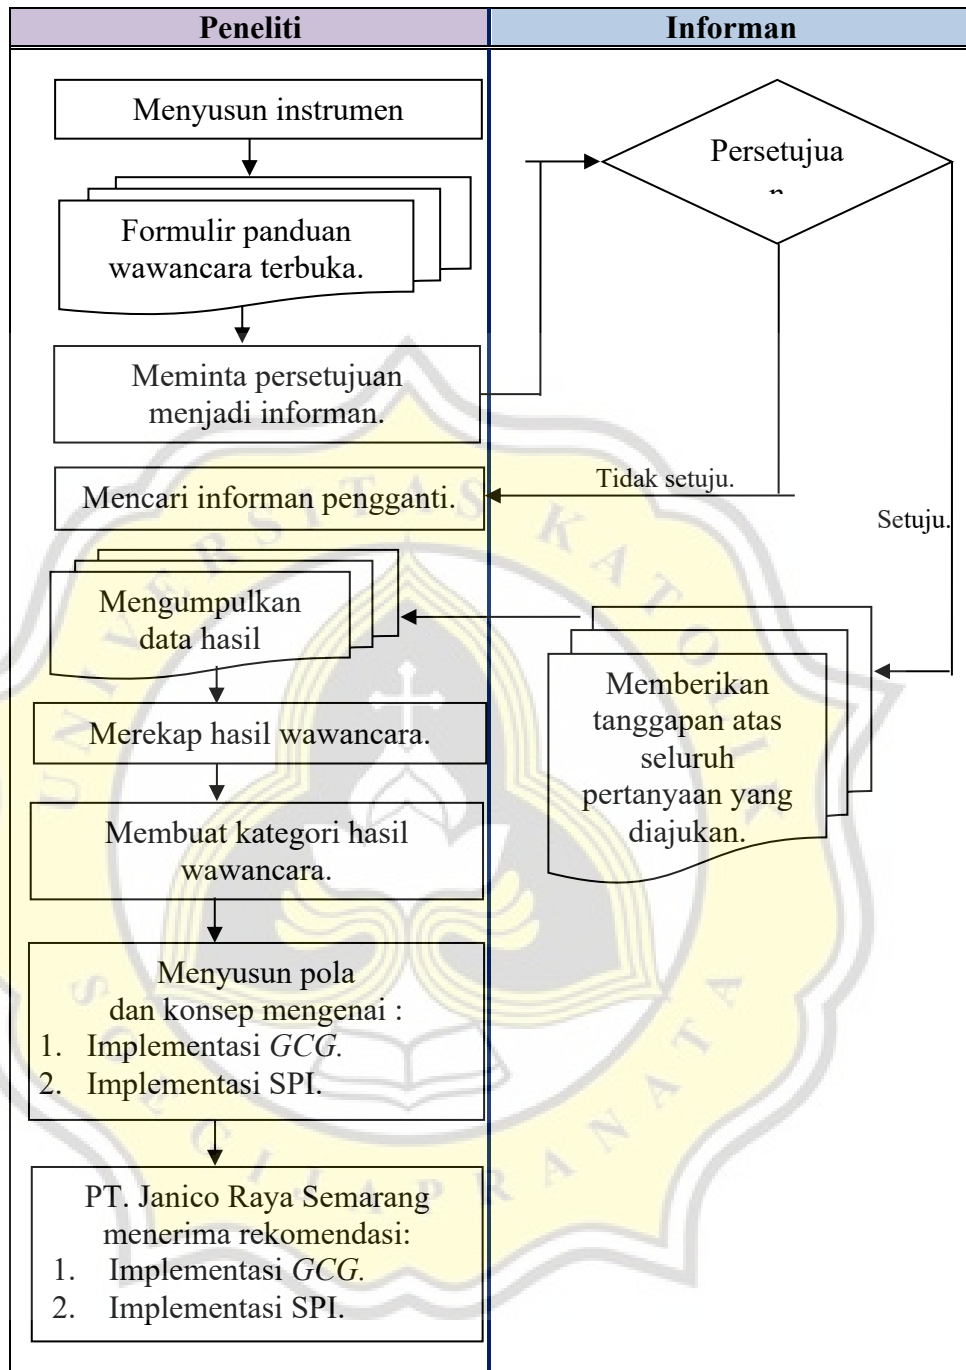 Peneliti
Informan
Menyusun instrumen
Formulir panduan
wawancara terbuka.
Meminta persetujuan
menjadi informan.
Persetujua
n
Tidak setuju.
Setuju.
Mencari informan pengganti.
Mengumpulkan
data hasil
Memberikan
tanggapan atas
seluruh
pertanyaan yang
diajukan.
Merekap hasil wawancara.
Membuat kategori hasil
wawancara.
Menyusun pola
dan konsep mengenai :
1. Implementasi GCG.
2. Implementasi SPI.
PT. Janico Raya Semarang
menerima rekomendasi:
1. Implementasi GCG.
2. Implementasi SPI.
UNIVERSITAS KATOLIK
SOEGIJAPRANATA